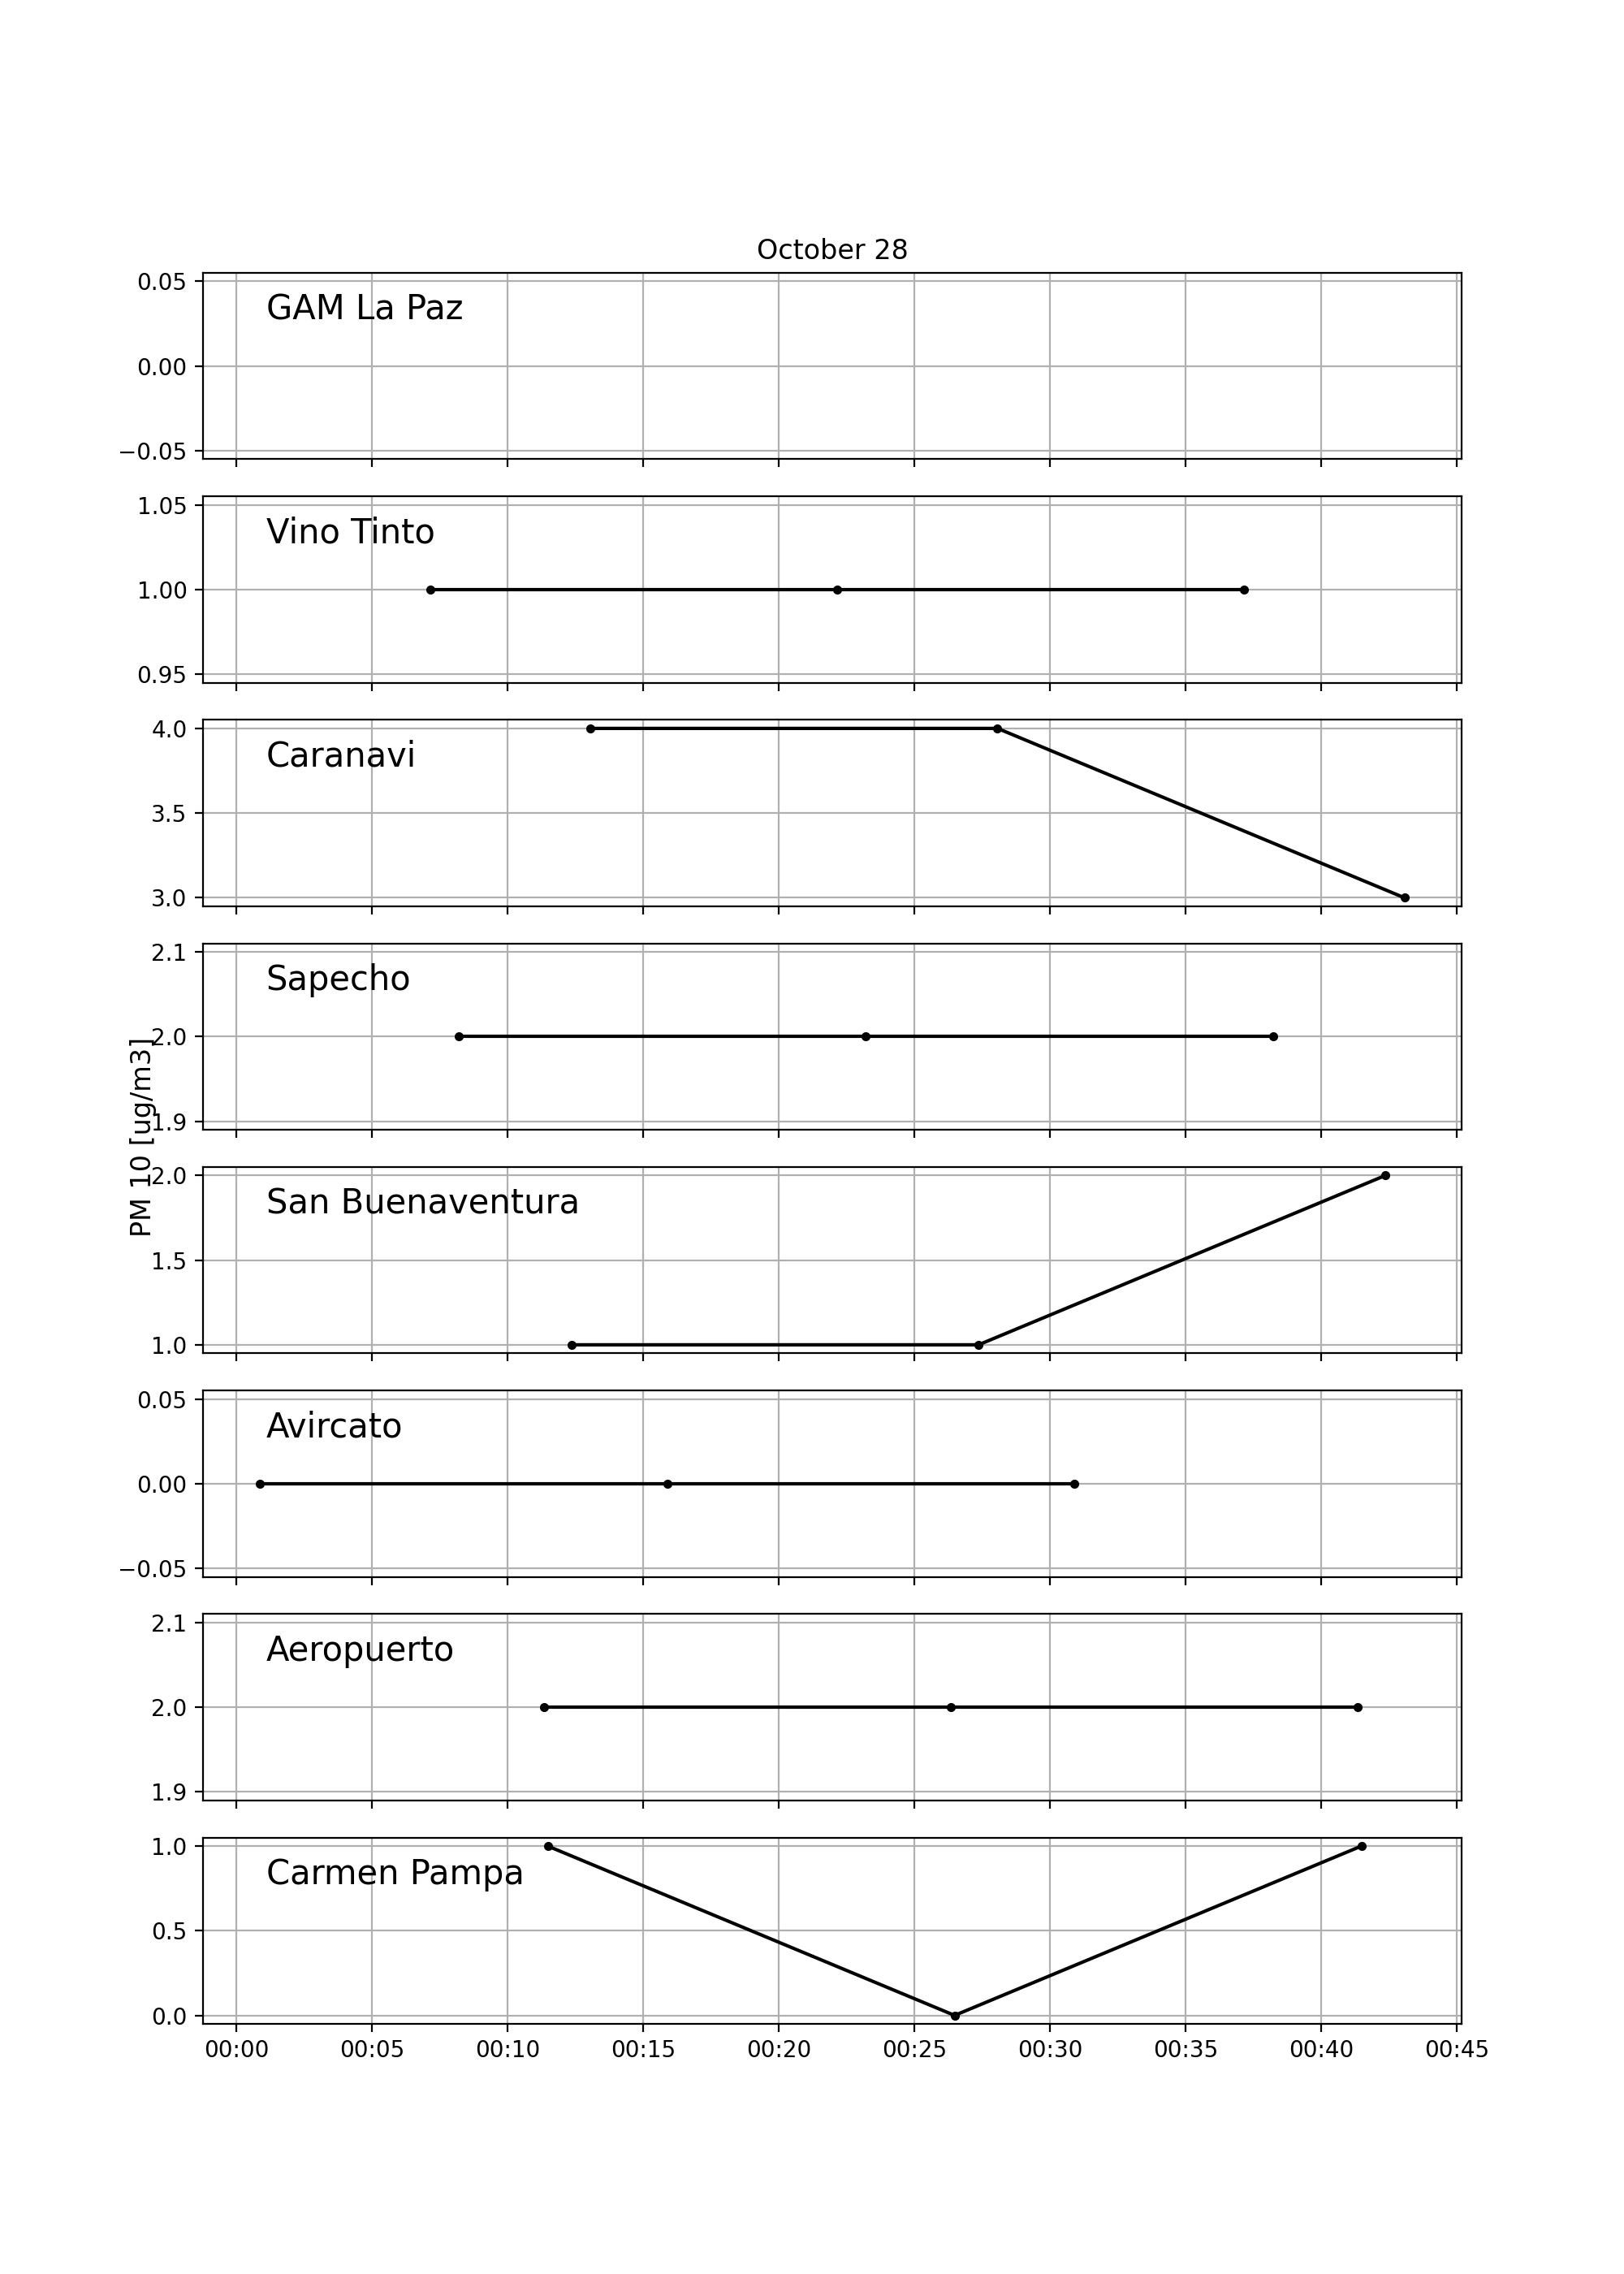 October 28
0.05
GAM La Paz
0.00
−0.05
1.05
Vino Tinto
1.00
0.95
4.0
Caranavi
3.5
3.0
2.1
Sapecho
2.0
1.9
PM 10 [ug/m3]
2.0
San Buenaventura
1.5
1.0
0.05
Avircato
0.00
−0.05
2.1
Aeropuerto
2.0
1.9
1.0
Carmen Pampa
0.5
0.0
00:00 00:05 00:10 00:15 00:20 00:25 00:30 00:35 00:40 00:45